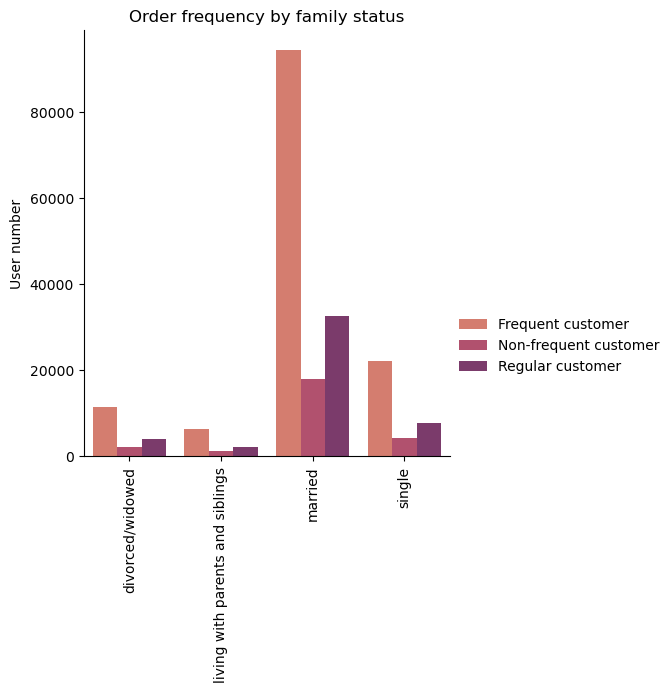 Order frequency by family status
User number
80000
60000
40000
20000
0
divorced/widowed
living with parents and siblings
married
single
Frequent customer
Non-frequent customer
Regular customer